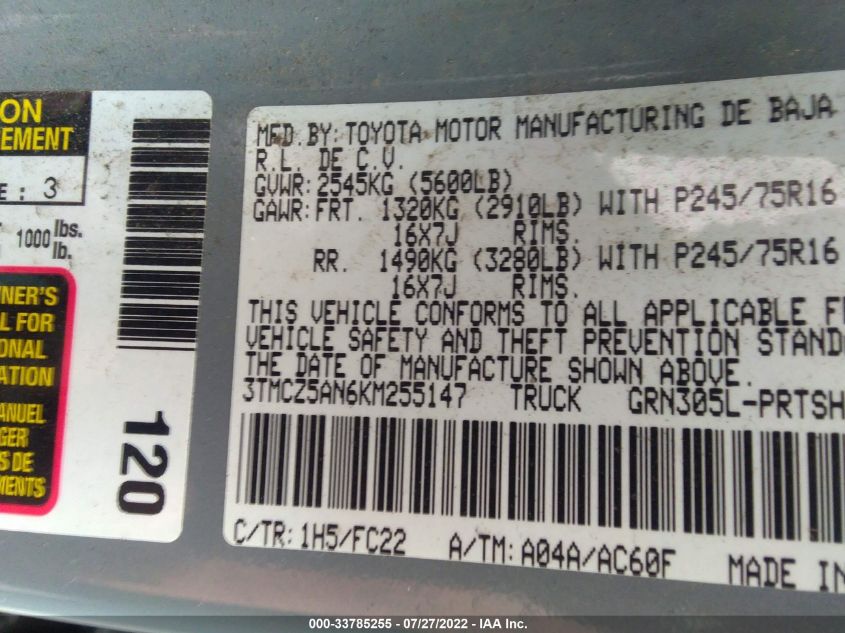 ON
EMENT
E : 3
1000 lbs.
lb.
NER'S
L FOR
ONAL
ATION
ANUEL
GER
S DE
MENTS
120
MFD.BY:TOYOTA MOTOR MANUFACTURING DE BAJA
R.L. DE C.V.
GVWR:2545KG (5600LB)
GAWR:FRT. 1320KG (2910LB) WITH P245/75R16
16X7J RIMS.
RR. 1490KG (3280LB) WITH P245/75R16
16X7J RIMS.
THIS VEHICLE CONFORMS TO ALL APPLICABLE F
VEHICLE SAFETY AND THEFT PREVENTION STAND
THE DATE OF MANUFACTURE SHOWN ABOVE.
3TMCZ5AN6KM255147 TRUCK GRN305L-PRTSH
C/TR:1H5/FC22 A/TM:A04A/AC60F MADE IN
000-33785255 - 07/27/2022 - IAA Inc.